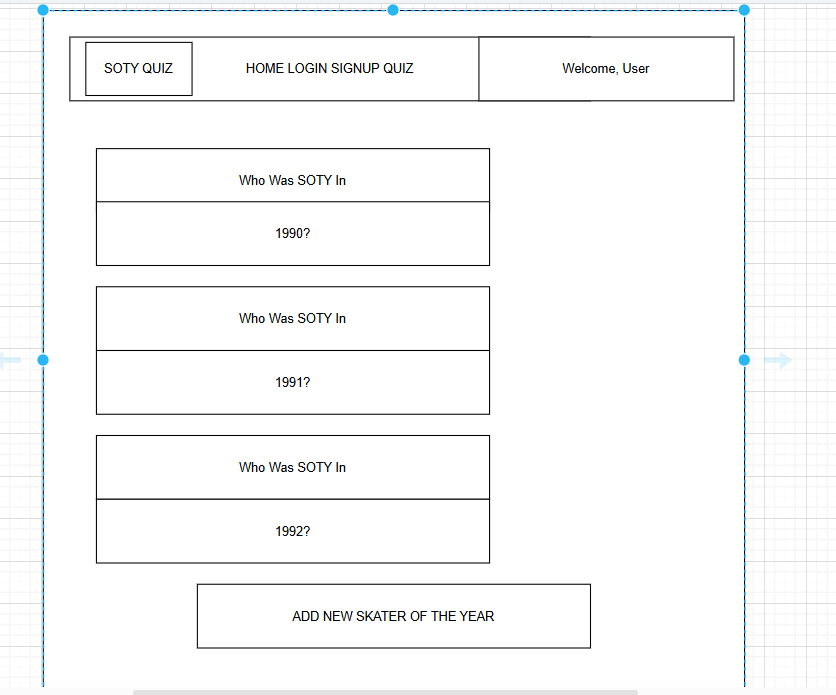 SOTY QUIZ
HOME LOGIN SIGNUP QUIZ
Welcome, User
Who Was SOTY In
1990?
Who Was SOTY In
1991?
Who Was SOTY In
1992?
ADD NEW SKATER OF THE YEAR